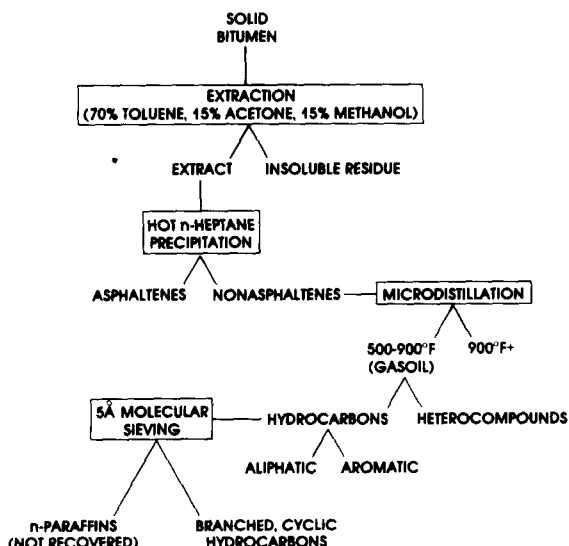 SOLID
BITUMEN
EXTRACTION
(70% TOLUENE, 15% ACETONE, 15% METHANOL)
EXTRACT
INSOLUBLE RESIDUE
HOT n-HEPTANE
PRECIPITATION
ASPHALTENES
NONASPHALTENES
MICRODISTILLATION
500-900°F
(GASOIL)
900°F+
5Å MOLECULAR
SIEVING
HYDROCARBONS
HETEROCOMPOUNDS
ALIPHATIC
AROMATIC
n-PARAFFINS
(NOT RECOVERED)
BRANCHED, CYCLIC
HYDROCARBONS